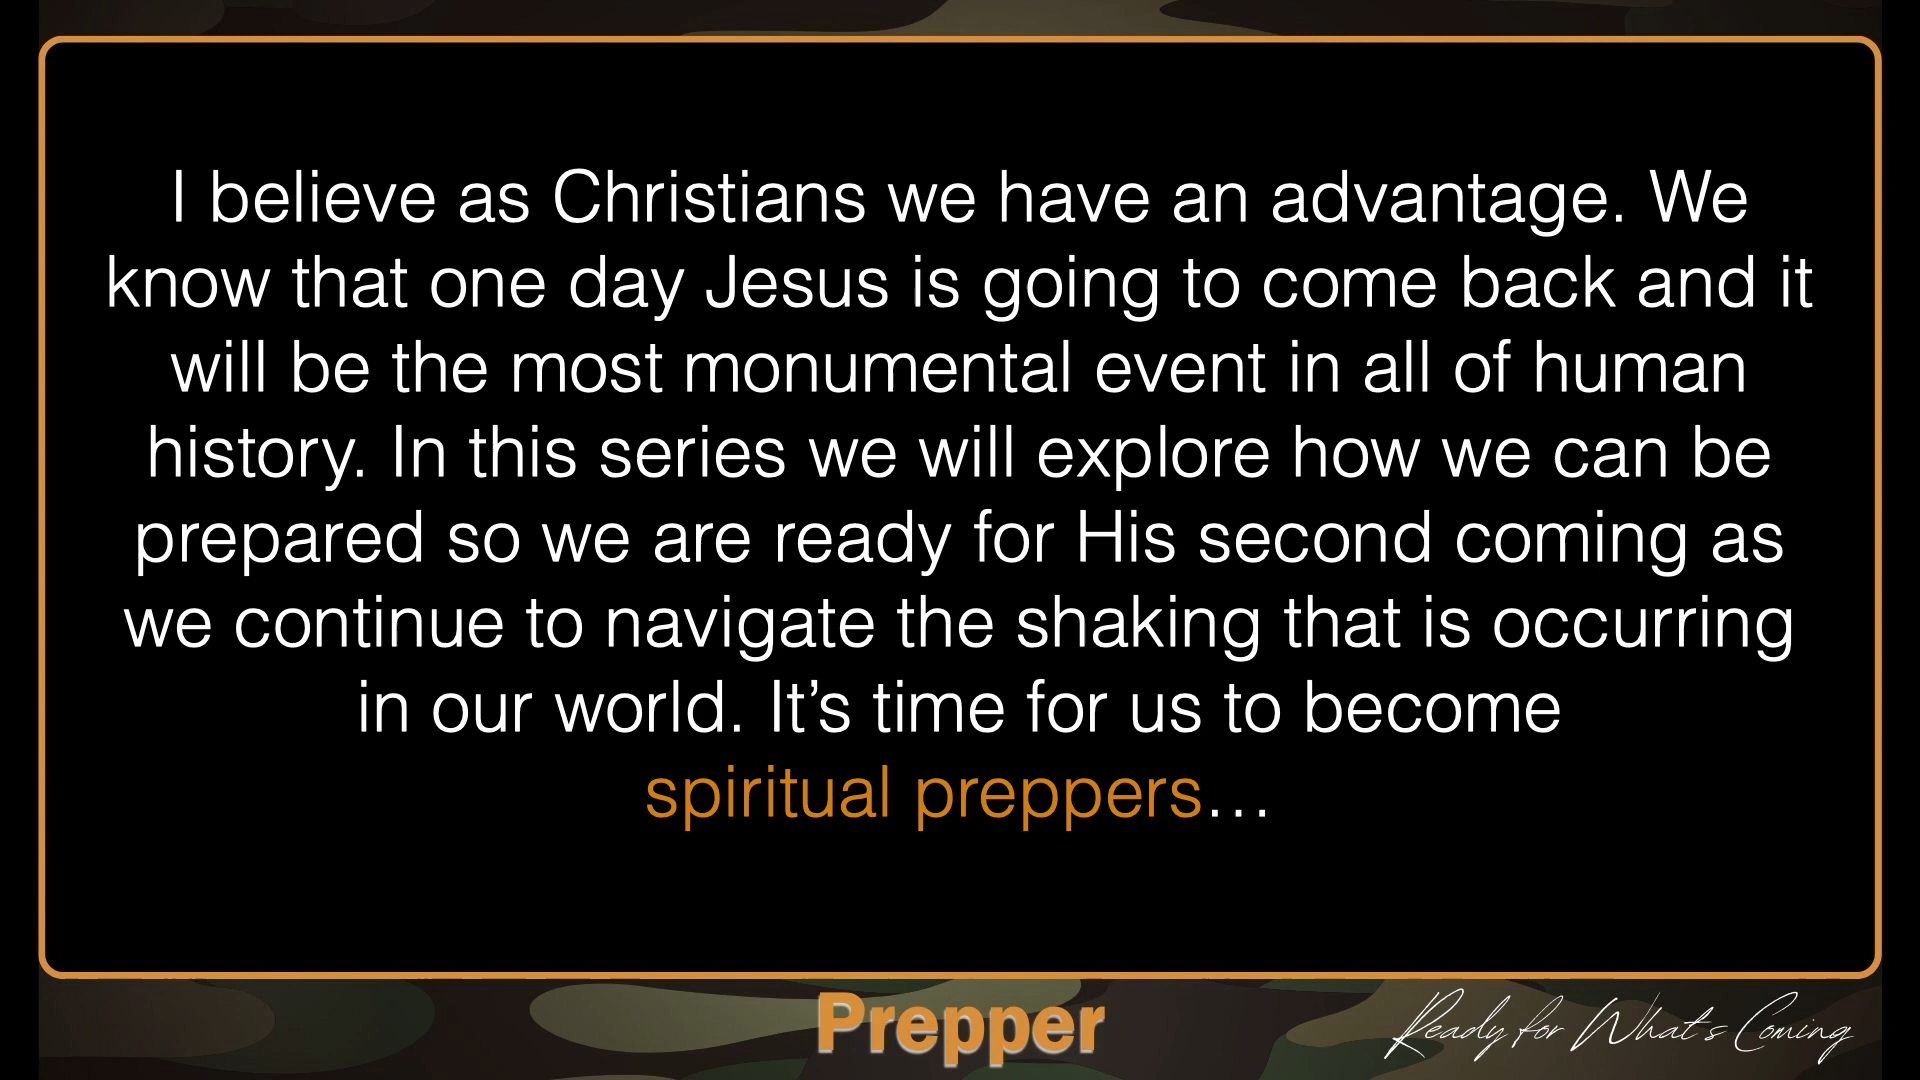 I believe as Christians we have an advantage. We
know that one day Jesus is going to come back and it
will be the most monumental event in all of human
history. In this series we will explore how we can be
prepared so we are ready for His second coming as
we continue to navigate the shaking that is occurring
in our world. It’s time for us to become
spiritual preppers…
Prepper
Ready for What's Coming